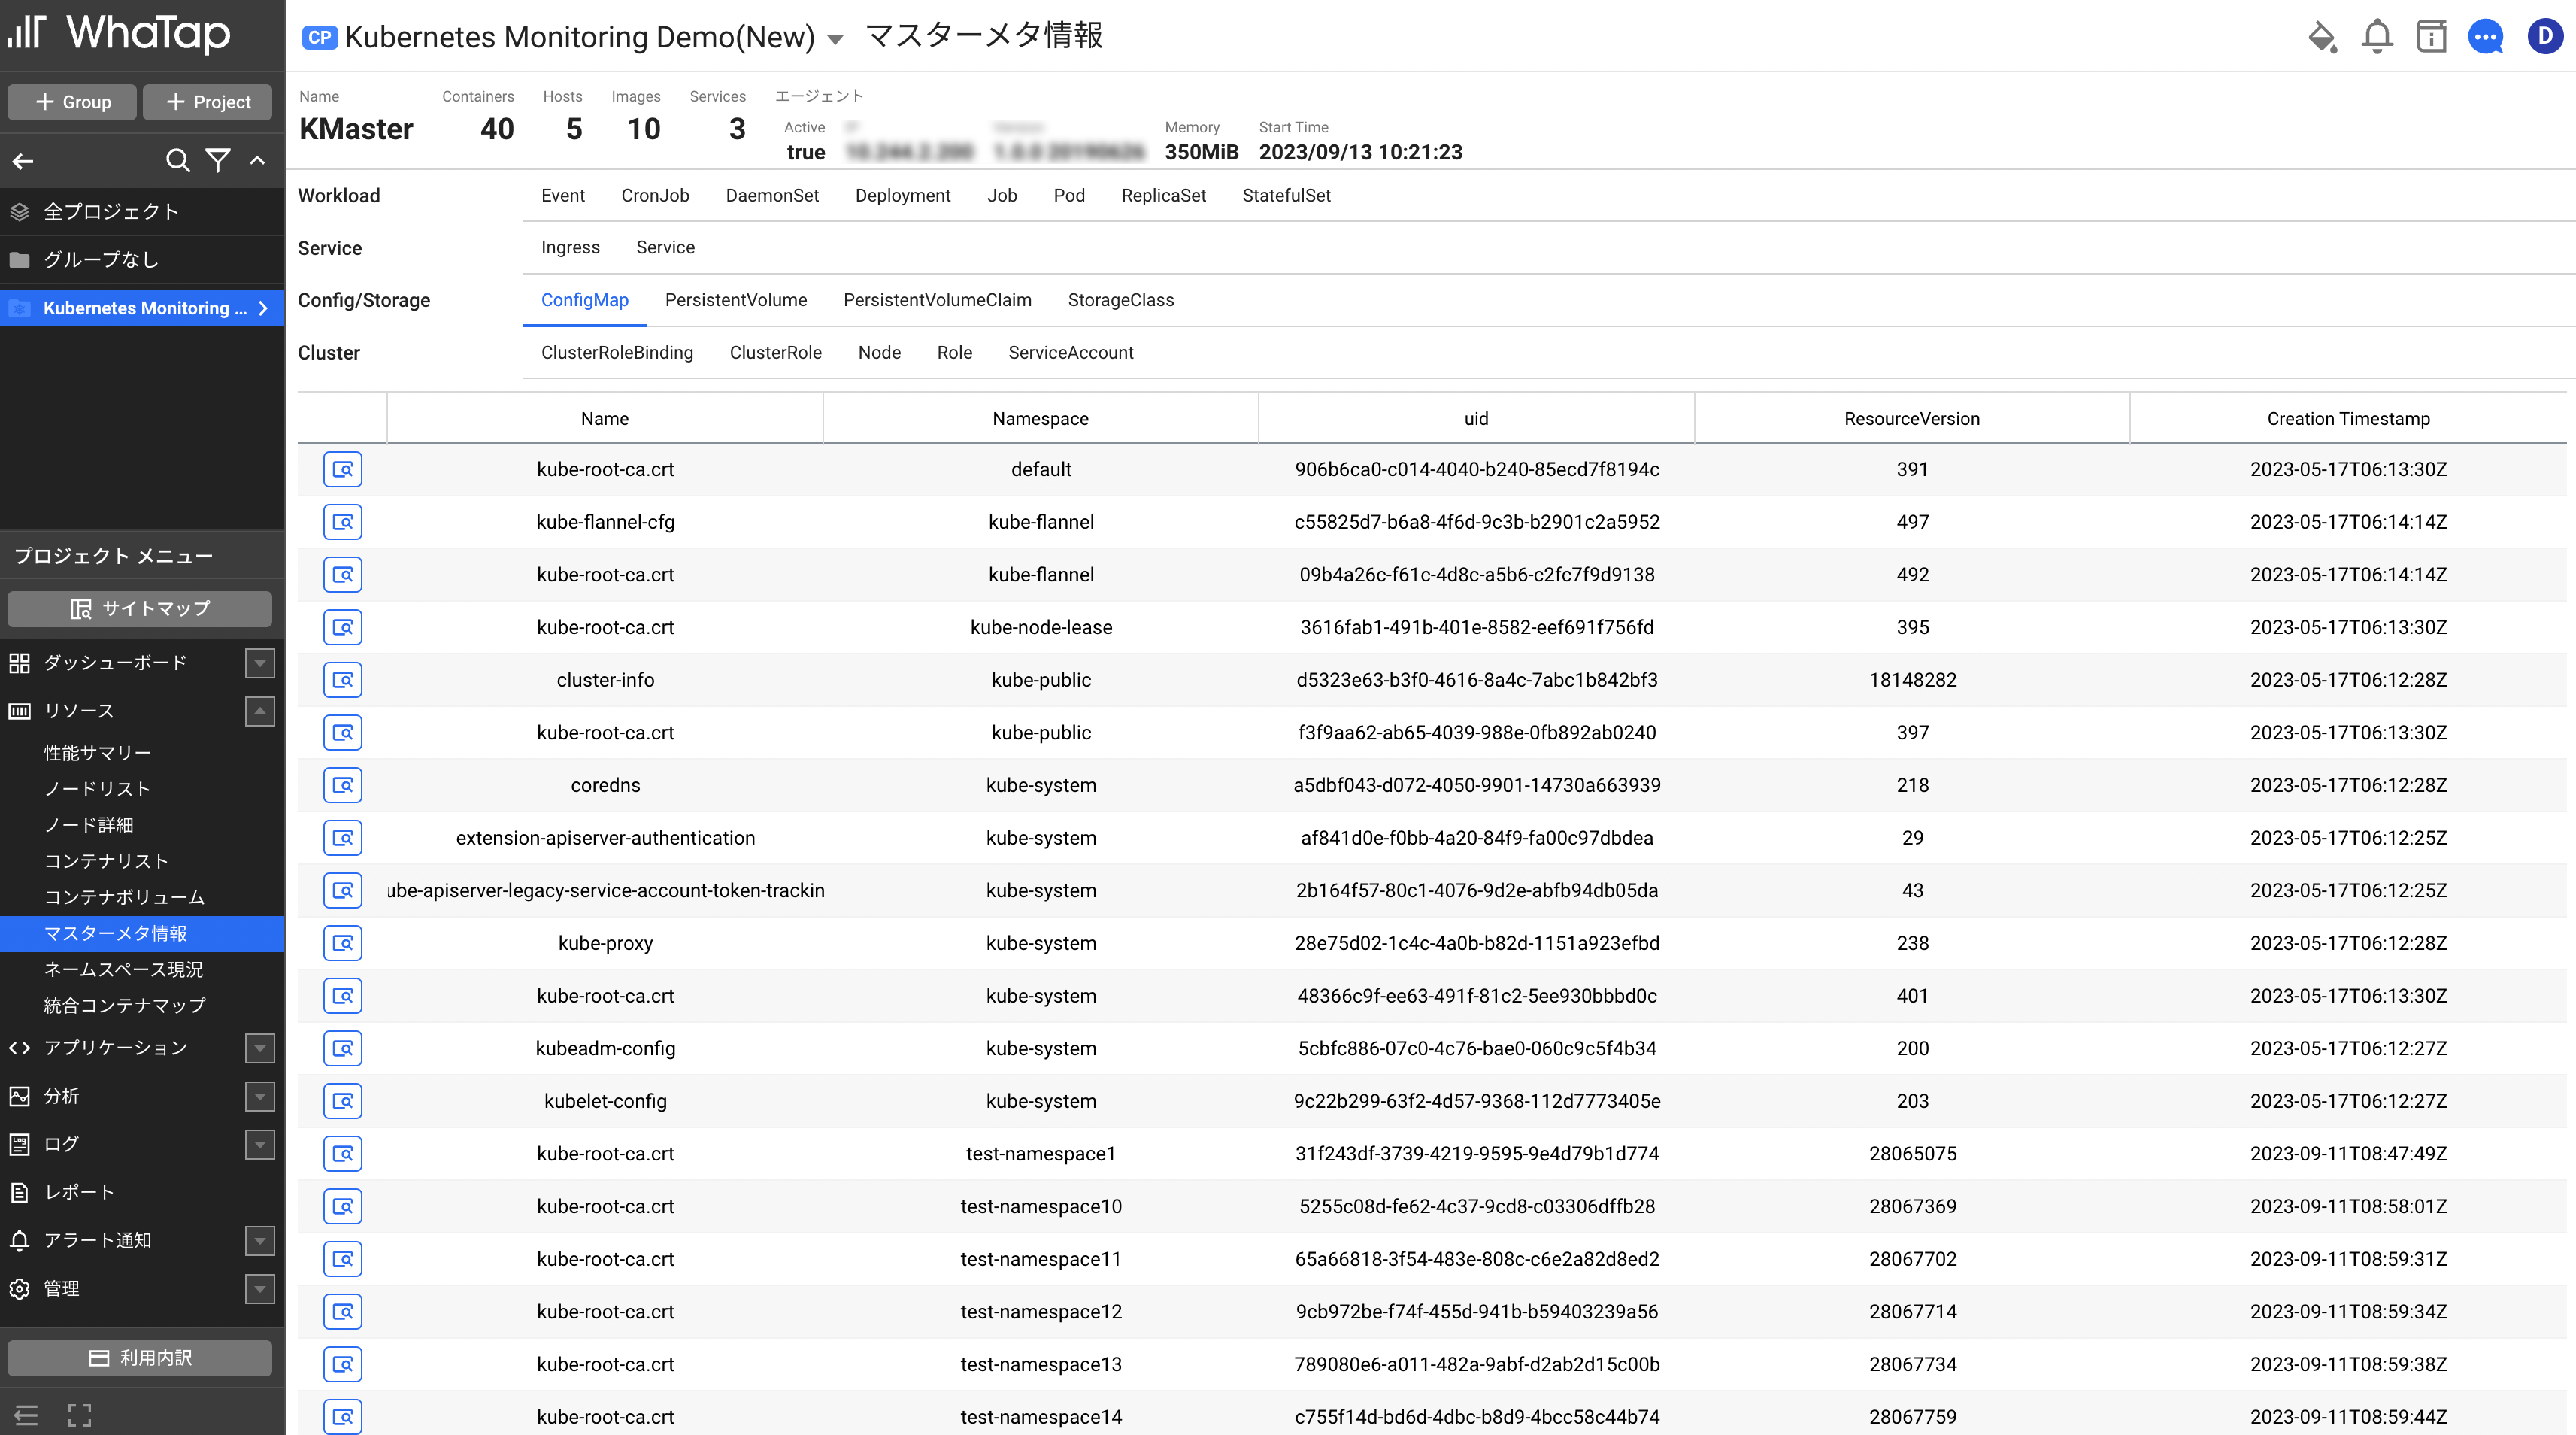 WhaTap
Group Project
全プロジェクト
グループなし
Kubernetes Monitoring ...
プロジェクト メニュー
サイトマップ
ダッシューボード
リソース
性能サマリー
ノードリスト
ノード詳細
コンテナリスト
コンテナボリューム
マスターメタ情報
ネームスペース現況
統合コンテナマップ
アプリケーション
分析
ログ
レポート
アラート通知
管理
利用内訳
CP Kubernetes Monitoring Demo(New) マスターメタ情報
D
Name Containers Hosts Images Services エージェント
KMaster 40 5 10 3
Active Memory Start Time
true 350MiB 2023/09/13 10:21:23
Workload Event CronJob DaemonSet Deployment Job Pod ReplicaSet StatefulSet
Service Ingress Service
Config/Storage ConfigMap PersistentVolume PersistentVolumeClaim StorageClass
Cluster ClusterRoleBinding ClusterRole Node Role ServiceAccount
Name Namespace uid ResourceVersion Creation Timestamp
kube-root-ca.crt default 906b6ca0-c014-4040-b240-85ecd7f8194c 391 2023-05-17T06:13:30Z
kube-flannel-cfg kube-flannel c55825d7-b6a8-4f6d-9c3b-b2901c2a5952 497 2023-05-17T06:14:14Z
kube-root-ca.crt kube-flannel 09b4a26c-f61c-4d8c-a5b6-c2fc7f9d9138 492 2023-05-17T06:14:14Z
kube-root-ca.crt kube-node-lease 3616fab1-491b-401e-8582-eef691f756fd 395 2023-05-17T06:13:30Z
cluster-info kube-public d5323e63-b3f0-4616-8a4c-7abc1b842bf3 18148282 2023-05-17T06:12:28Z
kube-root-ca.crt kube-public f3f9aa62-ab65-4039-988e-0fb892ab0240 397 2023-05-17T06:13:30Z
coredns kube-system a5dbf043-d072-4050-9901-14730a663939 218 2023-05-17T06:12:28Z
extension-apiserver-authentication kube-system af841d0e-f0bb-4a20-84f9-fa00c97dbdea 29 2023-05-17T06:12:25Z
ube-apiserver-legacy-service-account-token-trackin kube-system 2b164f57-80c1-4076-9d2e-abfb94db05da 43 2023-05-17T06:12:25Z
kube-proxy kube-system 28e75d02-1c4c-4a0b-b82d-1151a923efbd 238 2023-05-17T06:12:28Z
kube-root-ca.crt kube-system 48366c9f-ee63-491f-81c2-5ee930bbbd0c 401 2023-05-17T06:13:30Z
kubeadm-config kube-system 5cbfc886-07c0-4c76-bae0-060c9c5f4b34 200 2023-05-17T06:12:27Z
kubelet-config kube-system 9c22b299-63f2-4d57-9368-112d7773405e 203 2023-05-17T06:12:27Z
kube-root-ca.crt test-namespace1 31f243df-3739-4219-9595-9e4d79b1d774 28065075 2023-09-11T08:47:49Z
kube-root-ca.crt test-namespace10 5255c08d-fe62-4c37-9cd8-c03306dffb28 28067369 2023-09-11T08:58:01Z
kube-root-ca.crt test-namespace11 65a66818-3f54-483e-808c-c6e2a82d8ed2 28067702 2023-09-11T08:59:31Z
kube-root-ca.crt test-namespace12 9cb972be-f74f-455d-941b-b59403239a56 28067714 2023-09-11T08:59:34Z
kube-root-ca.crt test-namespace13 789080e6-a011-482a-9abf-d2ab2d15c00b 28067734 2023-09-11T08:59:38Z
kube-root-ca.crt test-namespace14 c755f14d-bd6d-4dbc-b8d9-4bcc58c44b74 28067759 2023-09-11T08:59:44Z